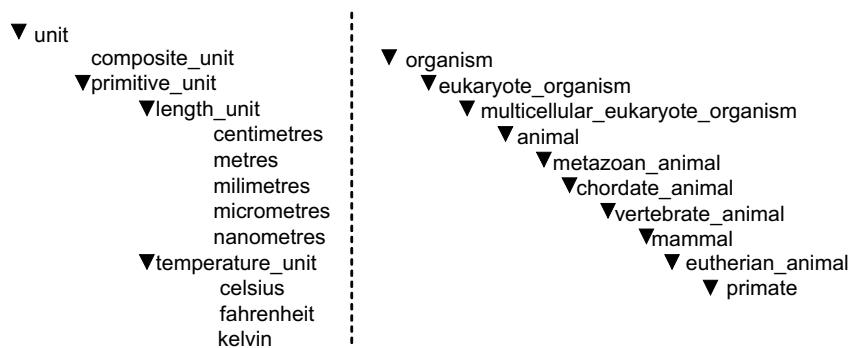 unit
composite_unit
primitive_unit
length_unit
centimetres
metres
milimetres
micrometres
nanometres
temperature_unit
celsius
fahrenheit
kelvin
organism
eukaryote_organism
multicellular_eukaryote_organism
animal
metazoan_animal
chordate_animal
vertebrate_animal
mammal
eutherian_animal
primate